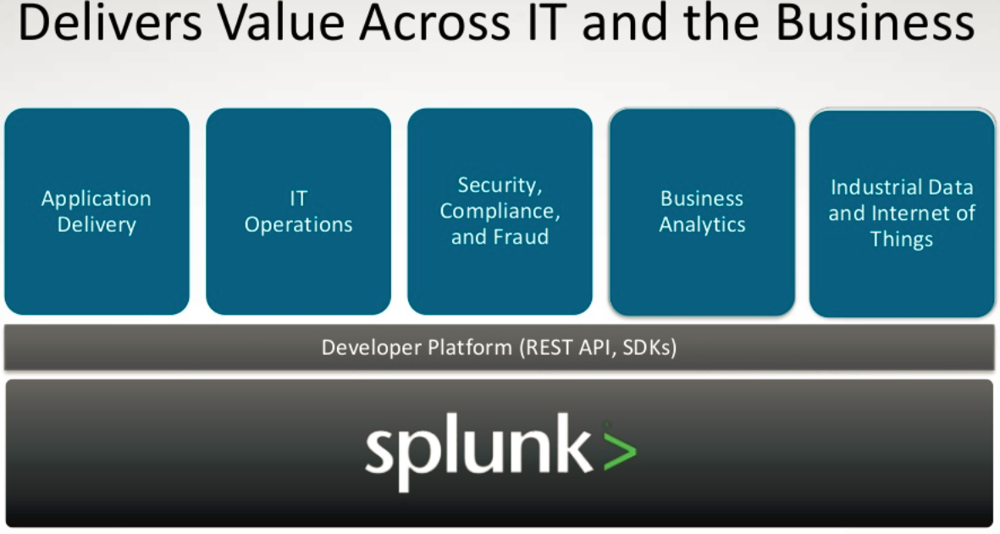 Delivers Value Across IT and the Business
Application
Delivery
IT
Operations
Security,
Compliance,
and Fraud
Business
Analytics
Industrial Data
and Internet of
Things
Developer Platform (REST API, SDKs)
splunk>